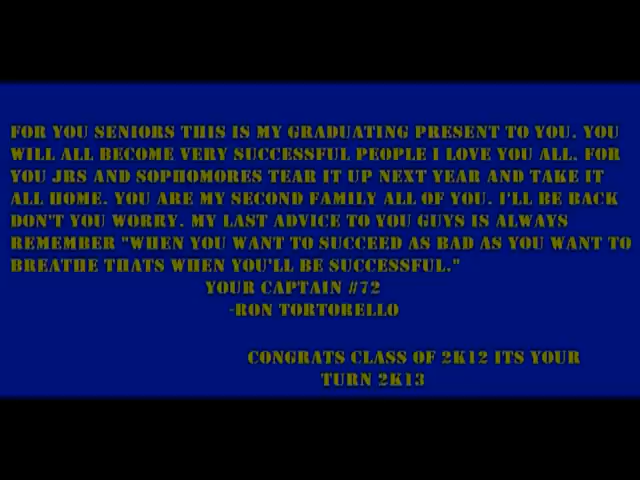 FOR YOU SENIORS THIS IS MY GRADUATING PRESENT TO YOU. YOU
WILL ALL BECOME VERY SUCCESSFUL PEOPLE I LOVE YOU ALL. FOR
YOU JRS AND SOPHOMORES TEAR IT UP NEXT YEAR AND TAKE IT
ALL HOME. YOU ARE MY SECOND FAMILY ALL OF YOU. I'LL BE BACK
DON'T YOU WORRY. MY LAST ADVICE TO YOU GUYS IS ALWAYS
REMEMBER "WHEN YOU WANT TO SUCCEED AS BAD AS YOU WANT TO
BREATHE THATS WHEN YOU'LL BE SUCCESSFUL."
YOUR CAPTAIN #72
-RON TORTORELLO
CONGRATS CLASS OF 2K12 ITS YOUR
TURN 2K13